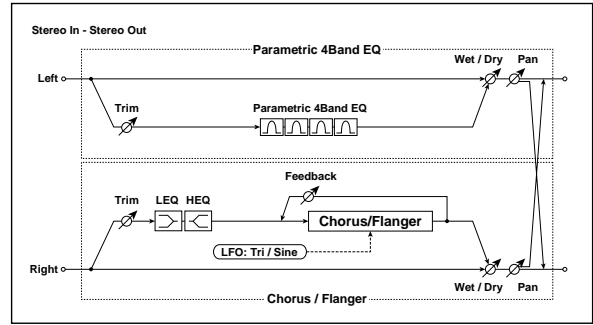 Stereo In - Stereo Out
Parametric 4Band EQ
Wet / Dry Pan
Left
Trim
Parametric 4Band EQ
Feedback
Trim LEQ HEQ
Chorus/Flanger
LFO: Tri / Sine
Right
Wet / Dry Pan
Chorus / Flanger